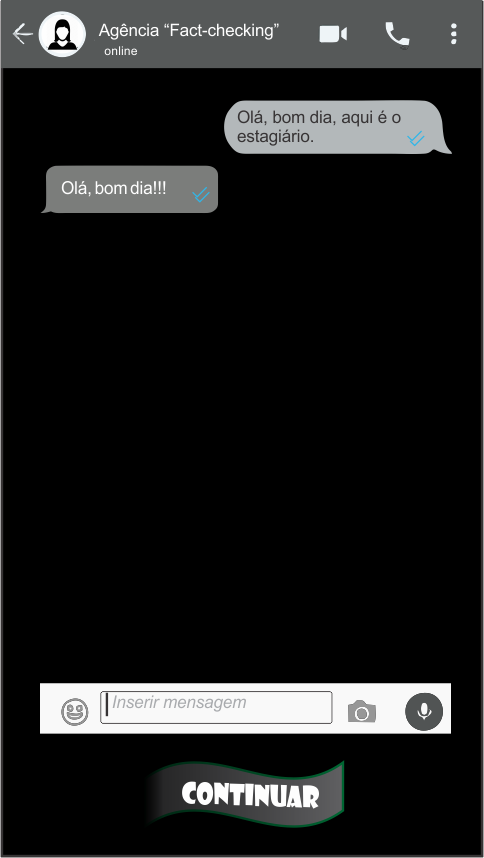 Agência “Fact-checking”
online
Olá, bom dia, aqui é o
estagiário.
Olá, bom dia!!!
Inserir mensagem
CONTINUAR